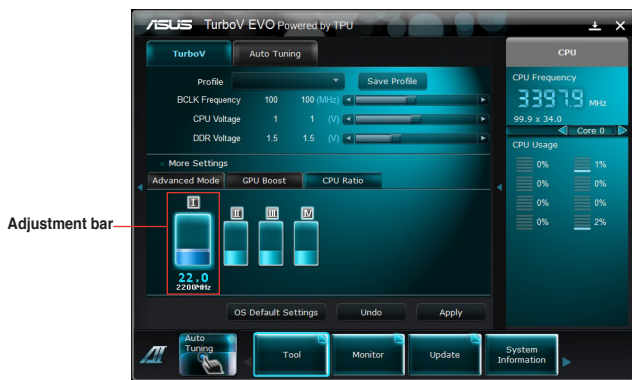 ASUS TurboV EVO Powered by TPU
TurboV Auto Tuning
Profile Save Profile
BCLK Frequency 100 100 (MHz)
CPU Voltage 1 1 (V)
DDR Voltage 1.5 1.5 (V)
More Settings
Advanced Mode GPU Boost CPU Ratio
I II III IV
Adjustment bar
22.0
2200MHz
OS Default Settings Undo Apply
CPU
CPU Frequency
3397.9 MHz
99.9 x 34.0
Core 0
CPU Usage
0% 1%
0% 0%
0% 0%
0% 2%
AI
Auto
Tuning
Tool Monitor Update System
Information